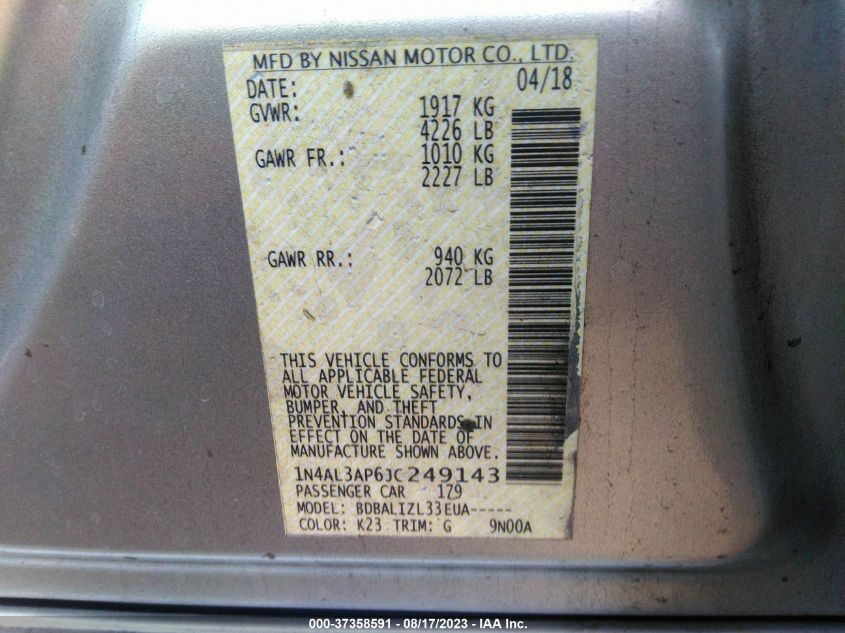 MFD BY NISSAN MOTOR CO., LTD.
DATE: 04/18
GVWR: 1917 KG
4226 LB
GAWR FR.: 1010 KG
2227 LB
GAWR RR.: 940 KG
2072 LB
THIS VEHICLE CONFORMS TO
ALL APPLICABLE FEDERAL
MOTOR VEHICLE SAFETY,
BUMPER, AND THEFT
PREVENTION STANDARDS IN
EFFECT ON THE DATE OF
MANUFACTURE SHOWN ABOVE.
1N4AL3AP6JC249143
PASSENGER CAR 179
MODEL: BDBALIZL33EUA-----
COLOR: K23 TRIM: G 9N00A
000-37358591 - 08/17/2023 - IAA Inc.